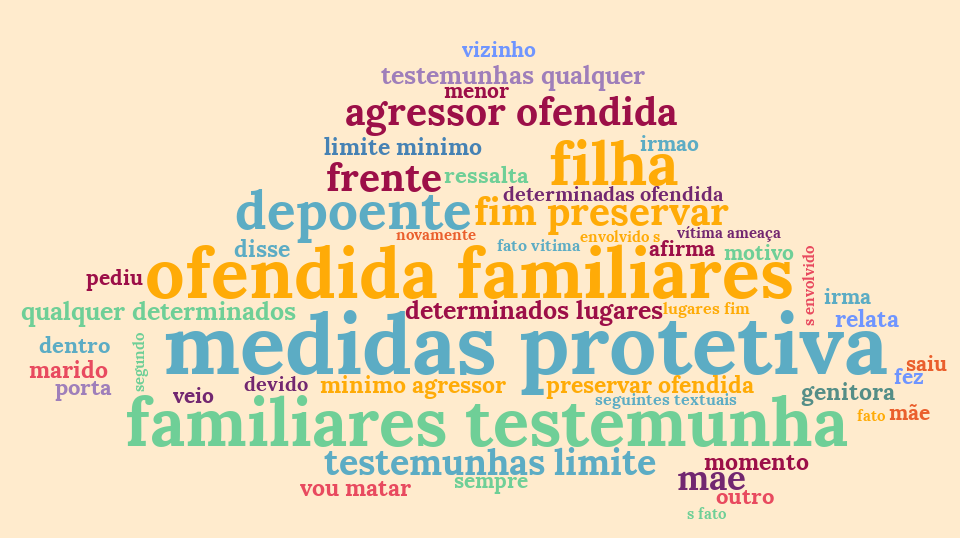 vizinho
testemunhas qualquer
menor
agressor ofendida
limite minimo
irmao
filha
frente
ressalta
determinadas ofendida
depoente
fim preservar
novamente
envolvido s
vítima ameaça
disse
fato vitima
afirma
motivo
pediu
ofendida familiares
s envolvido
irma
qualquer determinados
determinados lugares
lugares fim
relata
dentro
segundo
medidas protetiva
marido
saiu
fez
porta
veio
devido
minimo agressor
preservar ofendida
genitora
seguintes textuais
familiares testemunha
fato
mãe
testemunhas limite
momento
sempre
mae
vou matar
outro
s fato